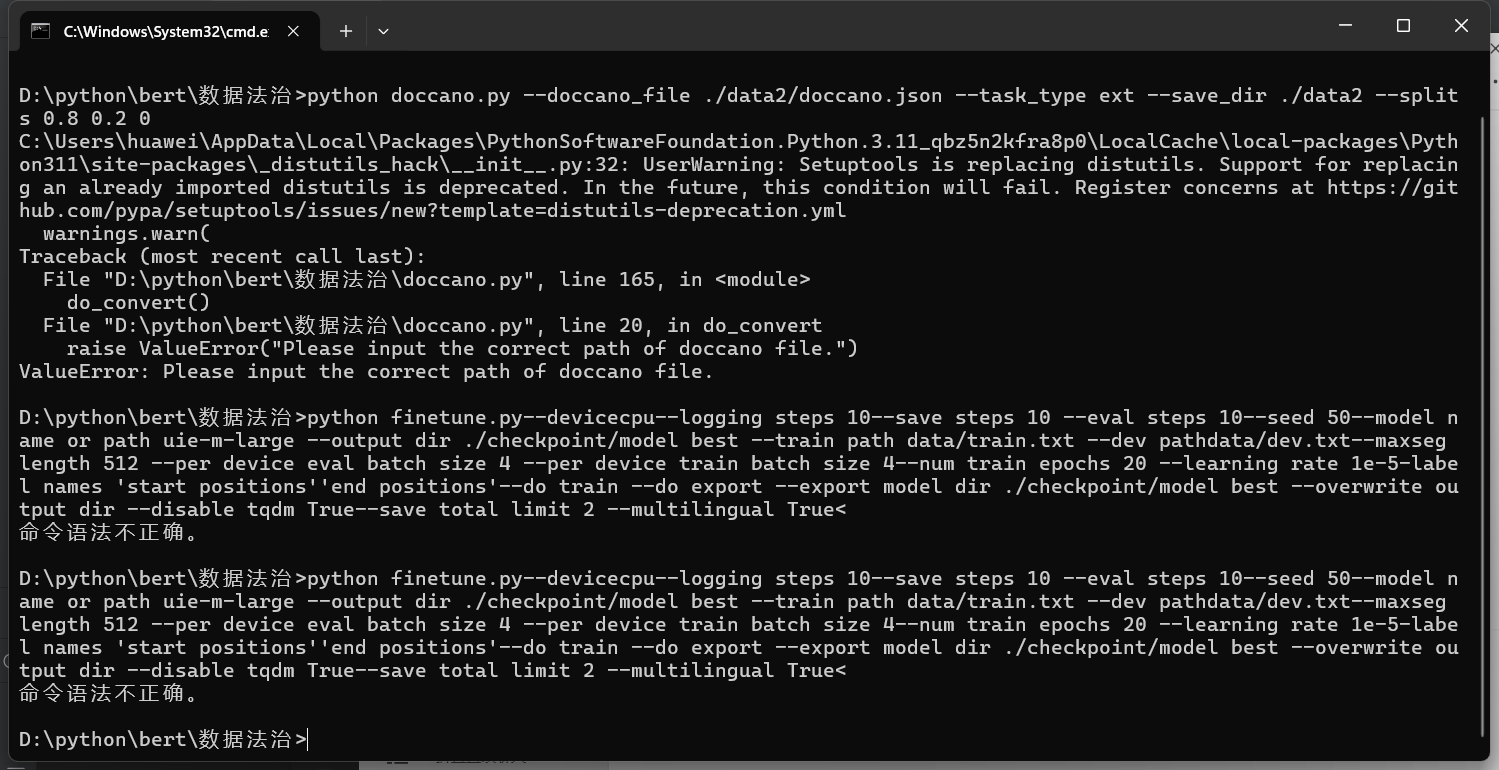 C:\Windows\System32\cmd.e
D:\python\bert\数据法治>python doccano.py --doccano_file ./data2/doccano.json --task_type ext --save_dir ./data2 --split
s 0.8 0.2 0
C:\Users\huawei\AppData\Local\Packages\PythonSoftwareFoundation.Python.3.11_qbz5n2kfra8p0\LocalCache\local-packages\Pyth
on311\site-packages\_distutils_hack\__init__.py:32: UserWarning: Setuptools is replacing distutils. Support for replacin
g an already imported distutils is deprecated. In the future, this condition will fail. Register concerns at https://git
hub.com/pypa/setuptools/issues/new?template=distutils-deprecation.yml
  warnings.warn(
Traceback (most recent call last):
  File "D:\python\bert\数据法治\doccano.py", line 165, in <module>
    do_convert()
  File "D:\python\bert\数据法治\doccano.py", line 20, in do_convert
    raise ValueError("Please input the correct path of doccano file.")
ValueError: Please input the correct path of doccano file.
D:\python\bert\数据法治>python finetune.py--devicecpu--logging steps 10--save steps 10 --eval steps 10--seed 50--model n
ame or path uie-m-large --output dir ./checkpoint/model best --train path data/train.txt --dev pathdata/dev.txt--maxseg
length 512 --per device eval batch size 4 --per device train batch size 4--num train epochs 20 --learning rate 1e-5-labe
l names 'start positions''end positions'--do train --do export --export model dir ./checkpoint/model best --overwrite ou
tput dir --disable tqdm True--save total limit 2 --multilingual True<
命令语法不正确。
D:\python\bert\数据法治>python finetune.py--devicecpu--logging steps 10--save steps 10 --eval steps 10--seed 50--model n
ame or path uie-m-large --output dir ./checkpoint/model best --train path data/train.txt --dev pathdata/dev.txt--maxseg
length 512 --per device eval batch size 4 --per device train batch size 4--num train epochs 20 --learning rate 1e-5-labe
l names 'start positions''end positions'--do train --do export --export model dir ./checkpoint/model best --overwrite ou
tput dir --disable tqdm True--save total limit 2 --multilingual True<
命令语法不正确。
D:\python\bert\数据法治>